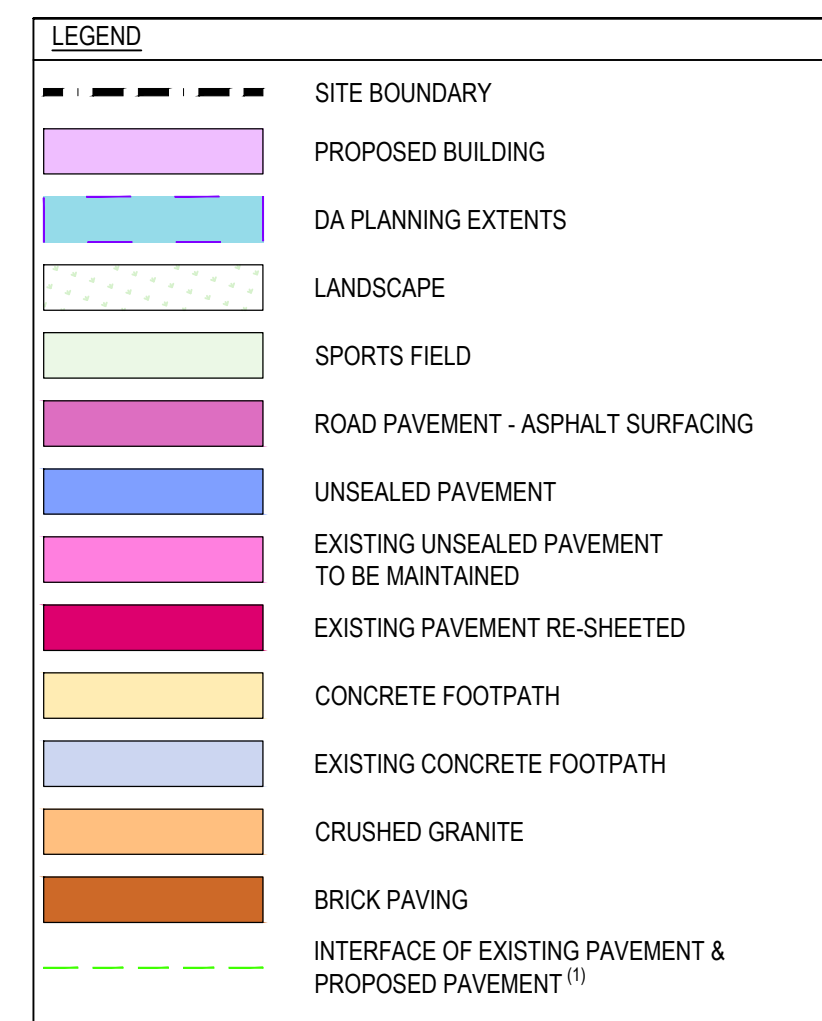 LEGEND
SITE BOUNDARY
PROPOSED BUILDING
DA PLANNING EXTENTS
LANDSCAPE
SPORTS FIELD
ROAD PAVEMENT - ASPHALT SURFACING
UNSEALED PAVEMENT
EXISTING UNSEALED PAVEMENT
TO BE MAINTAINED
EXISTING PAVEMENT RE-SHEETED
CONCRETE FOOTPATH
EXISTING CONCRETE FOOTPATH
CRUSHED GRANITE
BRICK PAVING
INTERFACE OF EXISTING PAVEMENT &
PROPOSED PAVEMENT (1)